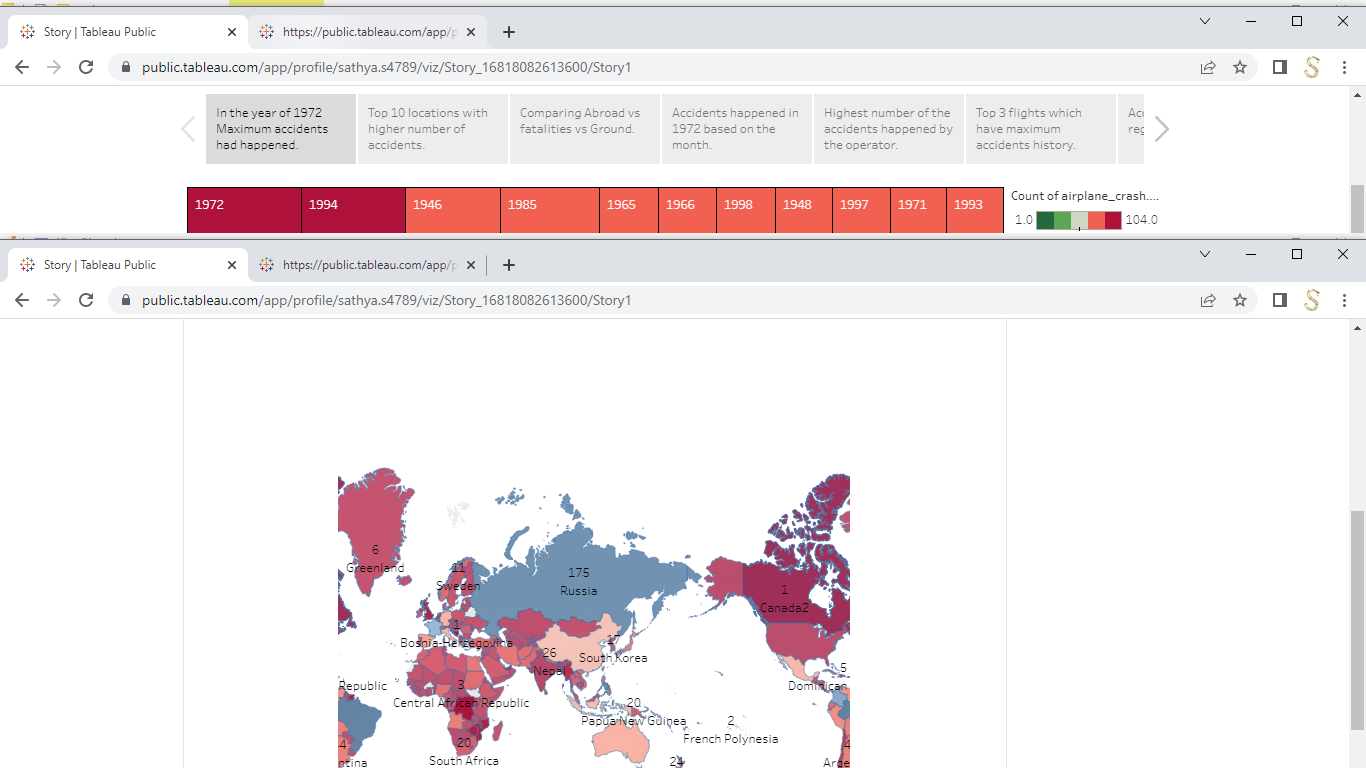 Story | Tableau Public
https://public.tableau.com/app/p
public.tableau.com/app/profile/sathya.s4789/viz/Story_16818082613600/Story1
In the year of 1972
Maximum accidents
had happened.
Top 10 locations with
higher number of
accidents.
Comparing Abroad vs
fatalities vs Ground.
Accidents happened in
1972 based on the
month.
Highest number of the
accidents happened by
the operator.
Top 3 flights which
have maximum
accidents history.
1972 1994 1946 1985 1965 1966 1998 1948 1997 1971 1993
Count of airplane_crash....
1.0 104.0
Story | Tableau Public
https://public.tableau.com/app/p
public.tableau.com/app/profile/sathya.s4789/viz/Story_16818082613600/Story1
6
Greenland
11
Sweden
175
Russia
1
Canada2
1
Bosnia-Herzegovina
17
South Korea
26
Nepal
5
Dominican
Republic
3
Central African Republic
20
Papua New Guinea
2
French Polynesia
4
ntina
20
South Africa
24
4
Arge